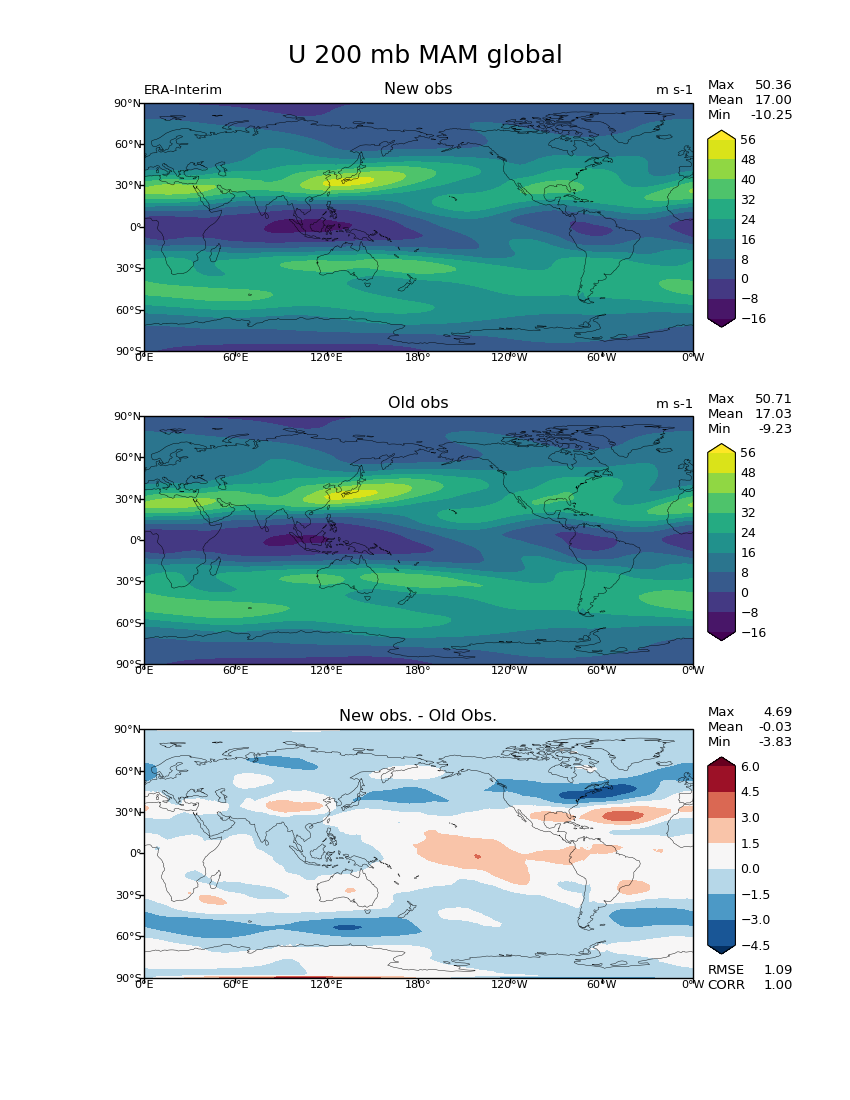 U 200 mb MAM global
ERA-Interim New obs m s-1
Max 50.36
Mean 17.00
Min -10.25
90°N
60°N
30°N
0°
30°S
60°S
90°S
0°E 60°E 120°E 180° 120°W 60°W 0°W
56
48
40
32
24
16
8
0
−8
−16
Old obs m s-1
Max 50.71
Mean 17.03
Min -9.23
90°N
60°N
30°N
0°
30°S
60°S
90°S
0°E 60°E 120°E 180° 120°W 60°W 0°W
56
48
40
32
24
16
8
0
−8
−16
New obs. - Old Obs.
Max 4.69
Mean -0.03
Min -3.83
90°N
60°N
30°N
0°
30°S
60°S
90°S
0°E 60°E 120°E 180° 120°W 60°W 0°W
6.0
4.5
3.0
1.5
0.0
−1.5
−3.0
−4.5
RMSE 1.09
CORR 1.00